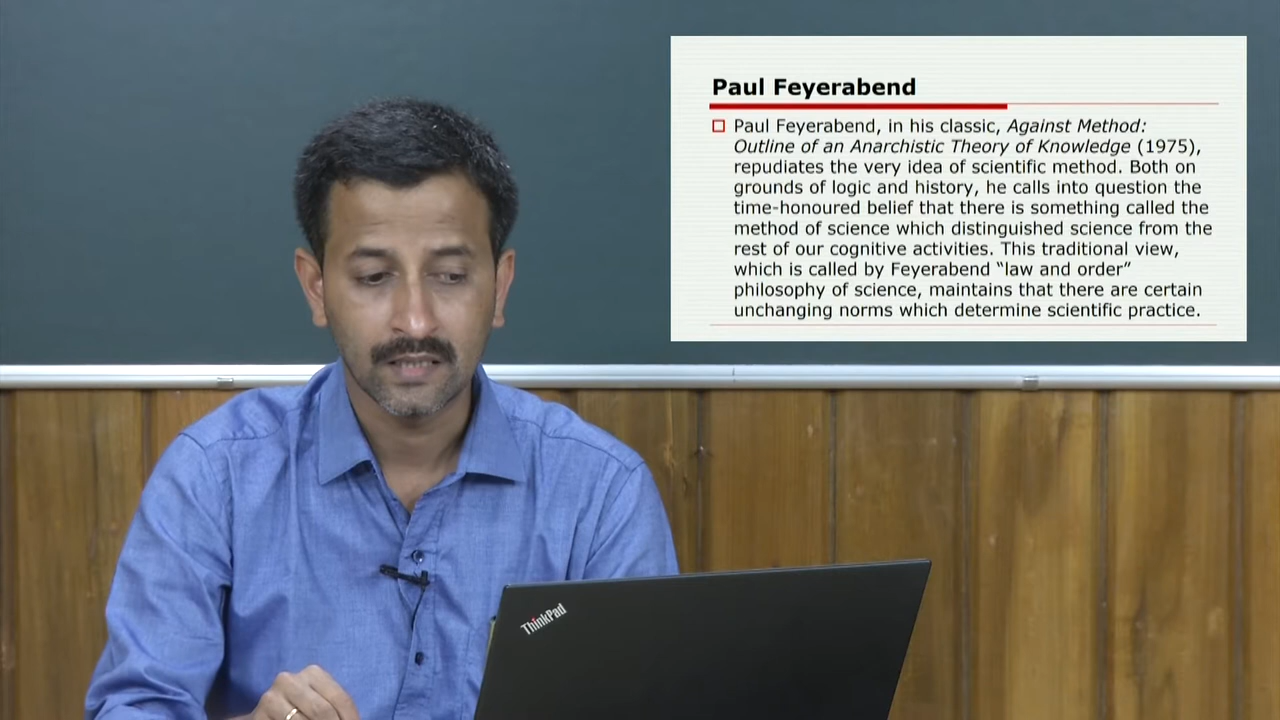 Paul Feyerabend
Paul Feyerabend, in his classic, Against Method:
Outline of an Anarchistic Theory of Knowledge (1975),
repudiates the very idea of scientific method. Both on
grounds of logic and history, he calls into question the
time-honoured belief that there is something called the
method of science which distinguished science from the
rest of our cognitive activities. This traditional view,
which is called by Feyerabend “law and order”
philosophy of science, maintains that there are certain
unchanging norms which determine scientific practice.
ThinkPad